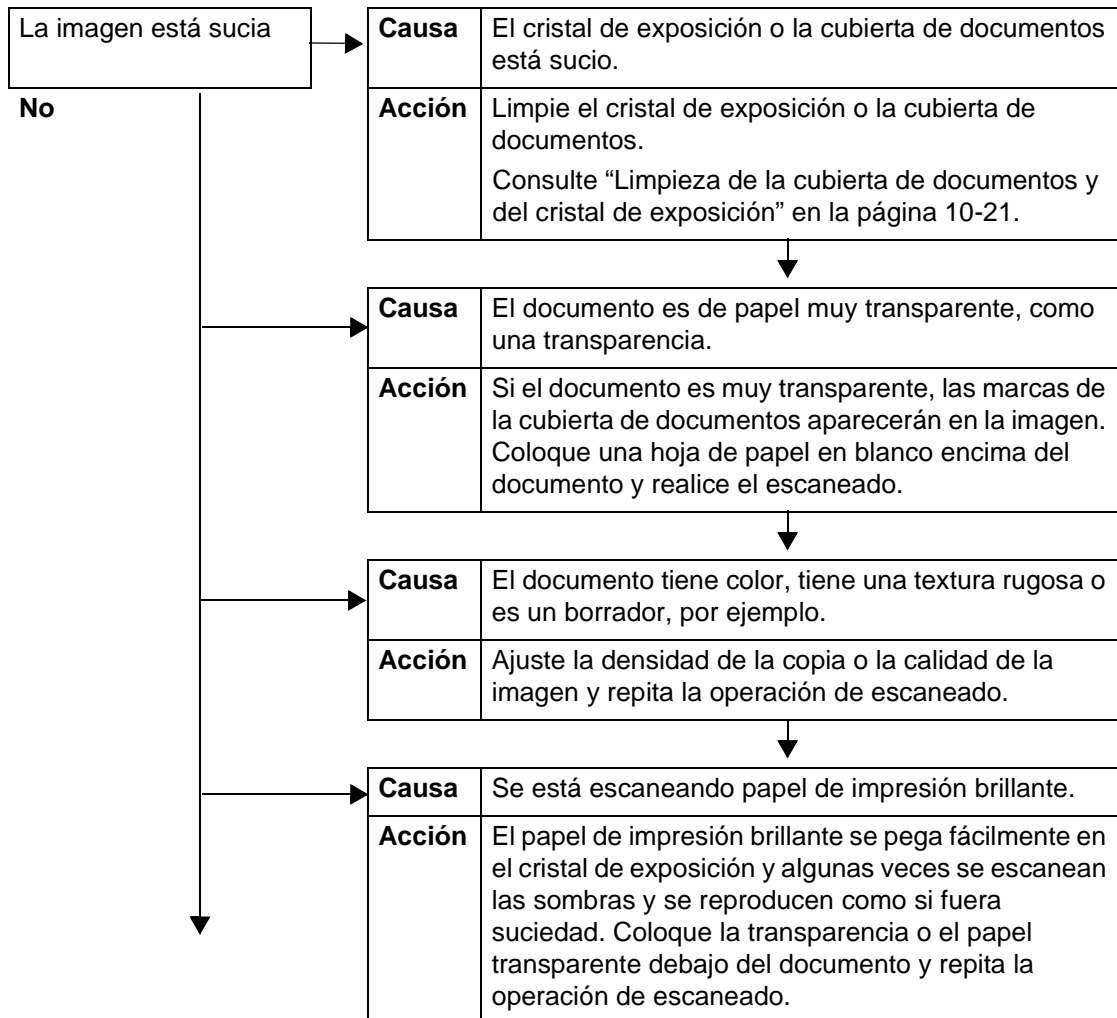 La imagen está sucia
No
Causa
El cristal de exposición o la cubierta de documentos
está sucio.
Acción
Limpie el cristal de exposición o la cubierta de
documentos.
Consulte “Limpieza de la cubierta de documentos y
del cristal de exposición” en la página 10-21.
Causa
El documento es de papel muy transparente, como
una transparencia.
Acción
Si el documento es muy transparente, las marcas de
la cubierta de documentos aparecerán en la imagen.
Coloque una hoja de papel en blanco encima del
documento y realice el escaneado.
Causa
El documento tiene color, tiene una textura rugosa o
es un borrador, por ejemplo.
Acción
Ajuste la densidad de la copia o la calidad de la
imagen y repita la operación de escaneado.
Causa
Se está escaneando papel de impresión brillante.
Acción
El papel de impresión brillante se pega fácilmente en
el cristal de exposición y algunas veces se escanean
las sombras y se reproducen como si fuera
suciedad. Coloque la transparencia o el papel
transparente debajo del documento y repita la
operación de escaneado.